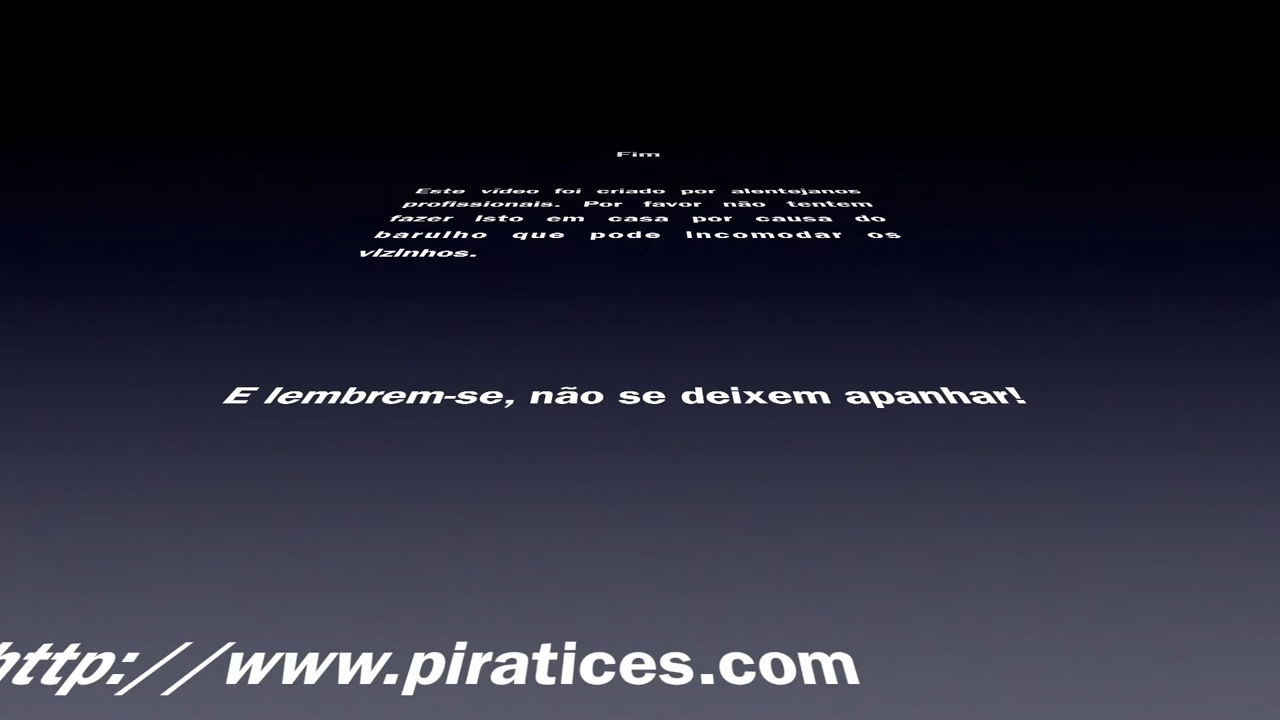 Fim
Este vídeo foi criado por alentejanos
profissionais. Por favor não tentem
fazer isto em casa por causa do
barulho que pode incomodar os
vizinhos.
E lembrem-se, não se deixem apanhar!
http://www.piratices.com